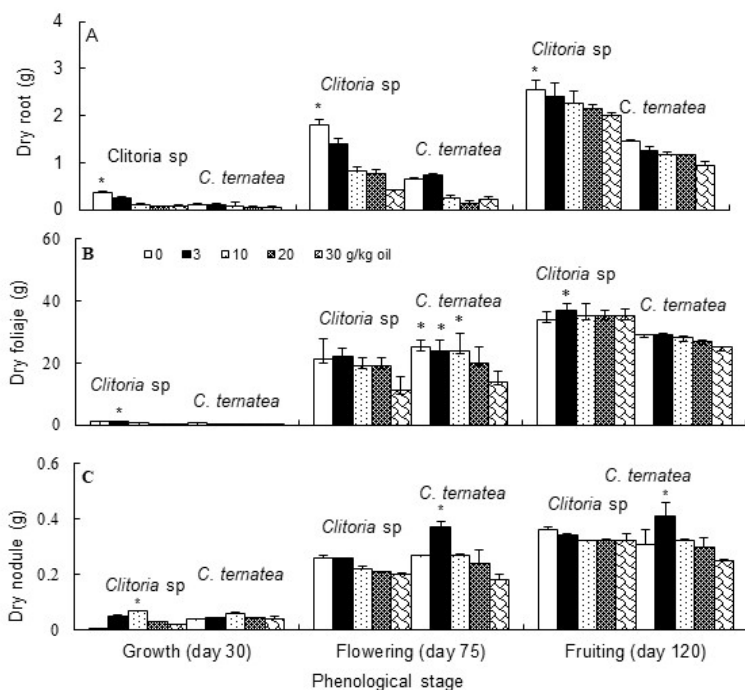 A
Dry root (g)
4
3
2
1
0
Clitoria sp
*
C. ternatea
Clitoria sp
*
C. ternatea
Clitoria sp
*
C. ternatea
B
Dry foliaje (g)
60
40
20
0
0 3 10 20 30 g/kg oil
Clitoria sp
*
C. ternatea
Clitoria sp
C. ternatea
* * *
Clitoria sp
*
C. ternatea
C
Dry nodule (g)
0.6
0.4
0.2
0
Clitoria sp
*
C. ternatea
Clitoria sp
C. ternatea
*
Clitoria sp
C. ternatea
*
Growth (day 30) Flowering (day 75) Fruiting (day 120)
Phenological stage